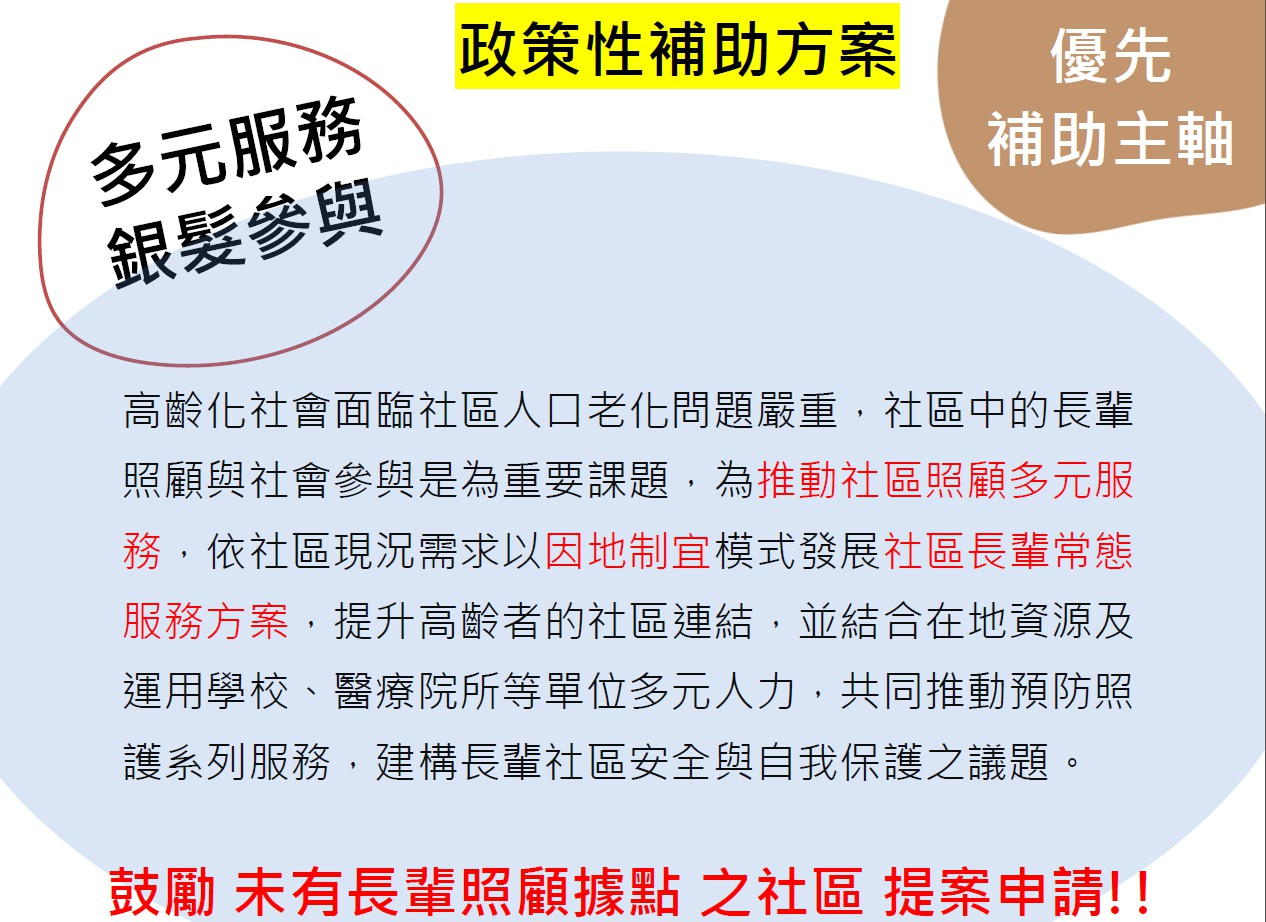 政策性補助方案
優先
補助主軸
多元服務
銀髮參與
高齡化社會面臨社區人口老化問題嚴重，社區中的長輩
照顧與社會參與是為重要課題，為推動社區照顧多元服
務，依社區現況需求以因地制宜模式發展社區長輩常態
服務方案，提升高齡者的社區連結，並結合在地資源及
運用學校、醫療院所等單位多元人力，共同推動預防照
護系列服務，建構長輩社區安全與自我保護之議題。
鼓勵 未有長輩照顧據點 之社區 提案申請!!